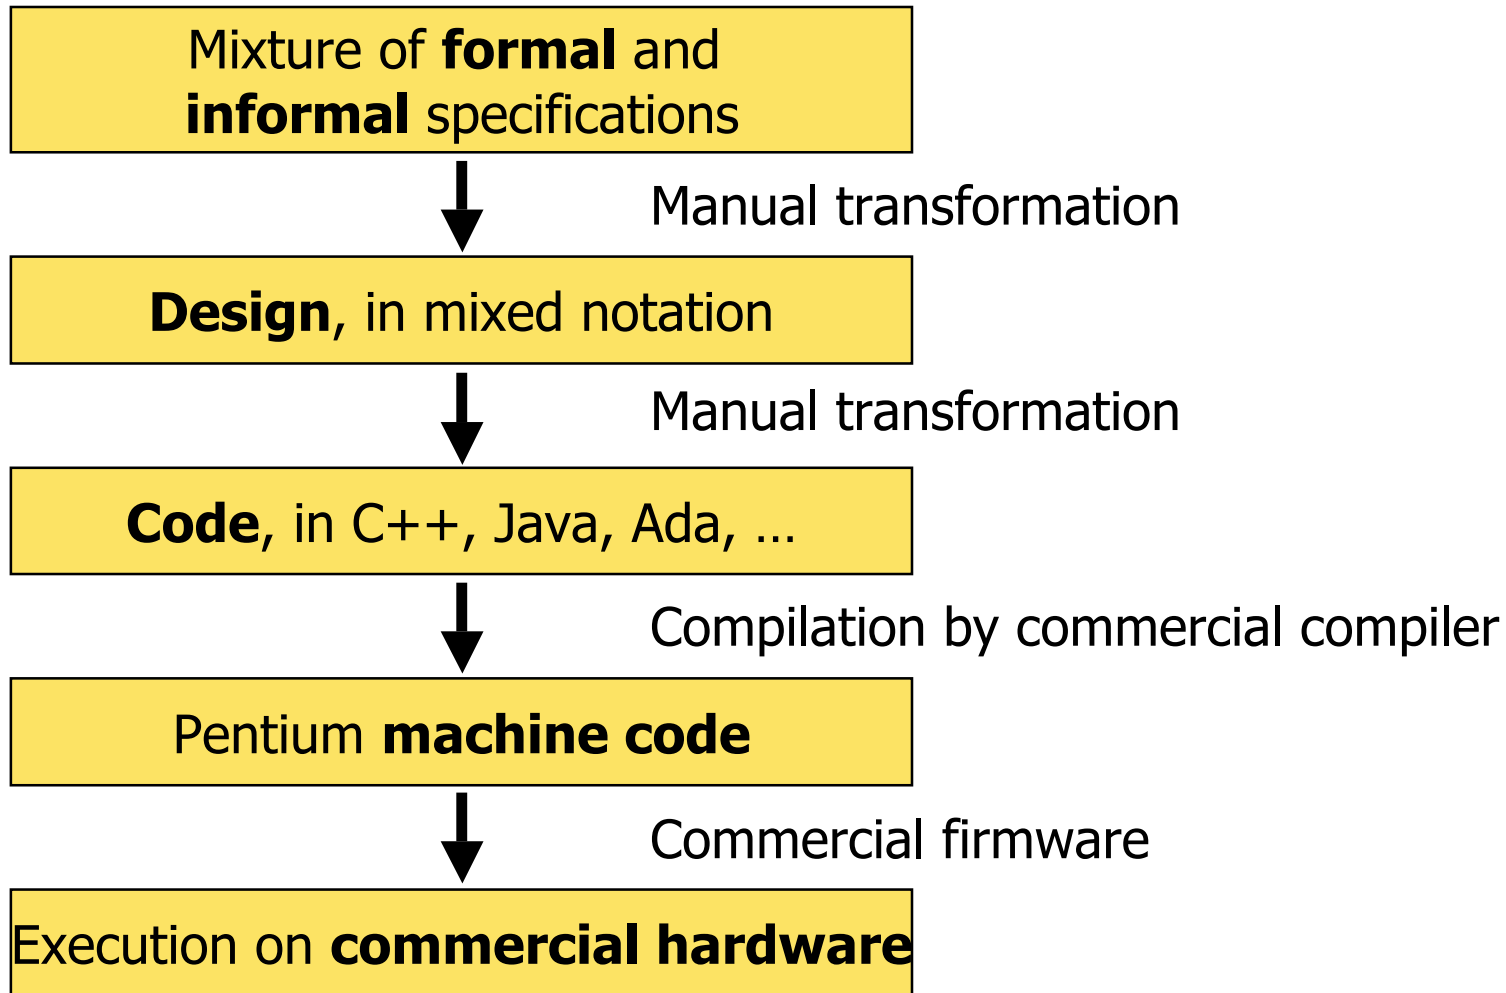 Mixture of formal and
informal specifications
Manual transformation
Design, in mixed notation
Manual transformation
Code, in C++, Java, Ada, …
Compilation by commercial compiler
Pentium machine code
Commercial firmware
Execution on commercial hardware